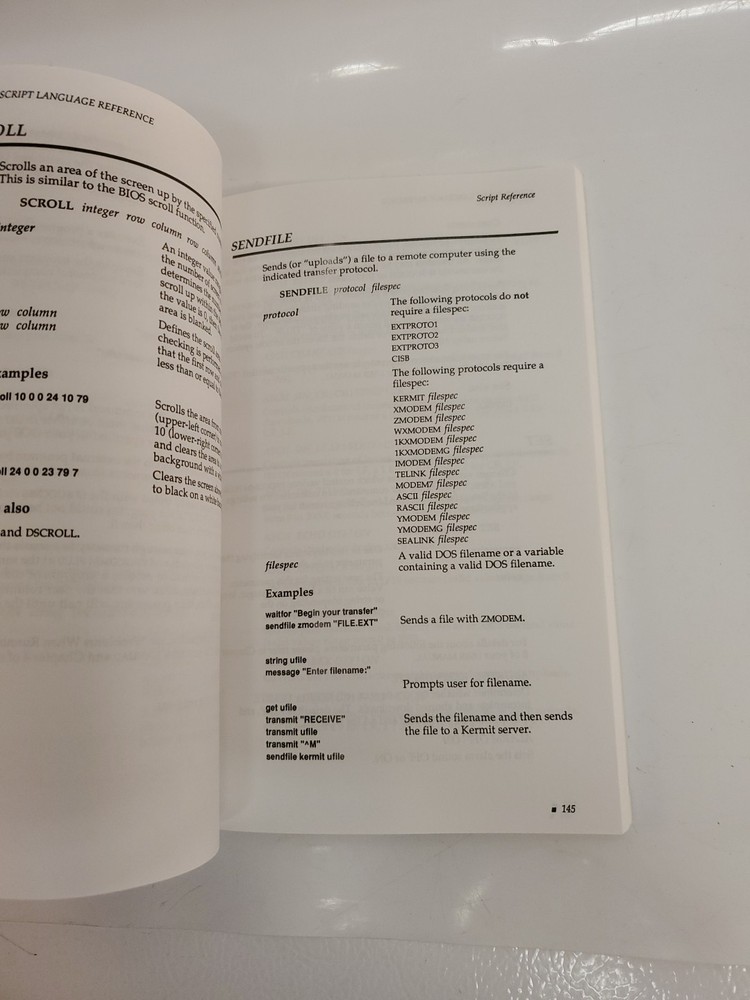 SCRIPT LANGUAGE REFERENCE
OLL
Scrolls an area of the screen up by the specified
This is similar to the BIOS scroll function.
SCROLL integer row column row column
nteger
An integer value
the number of
determines the
scroll up within the
the value is 0, then
area is blanked.
w column
w column
Defines the scroll
checking is
that the first row
less than or equal
amples
oll 10 0 0 24 10 79
Scrolls the area from
(upper-left corner
10 (lower-right
and clears the area
background with a
ll 24 0 0 23 79 7
Clears the screen
to black on a white
also
and DSCROLL.
Script Reference
SENDFILE
Sends (or "uploads") a file to a remote computer using the
indicated transfer protocol.
SENDFILE protocol filespec
protocol
The following protocols do not
require a filespec:
EXTPROTO1
EXTPROTO2
EXTPROTO3
CISB
The following protocols require a
filespec:
KERMIT filespec
XMODEM filespec
ZMODEM filespec
WXMODEM filespec
1KXMODEM filespec
1KXMODEMG filespec
IMODEM filespec
TELINK filespec
MODEM7 filespec
ASCII filespec
RASCII filespec
YMODEM filespec
YMODEMG filespec
SEALINK filespec
filespec
A valid DOS filename or a variable
containing a valid DOS filename.
Examples
waitfor "Begin your transfer"
sendfile zmodem "FILE.EXT"
Sends a file with ZMODEM.
string ufile
message "Enter filename:"
Prompts user for filename.
get ufile
transmit "RECEIVE"
transmit ufile
transmit "^M"
sendfile kermit ufile
Sends the filename and then sends
the file to a Kermit server.
■ 145